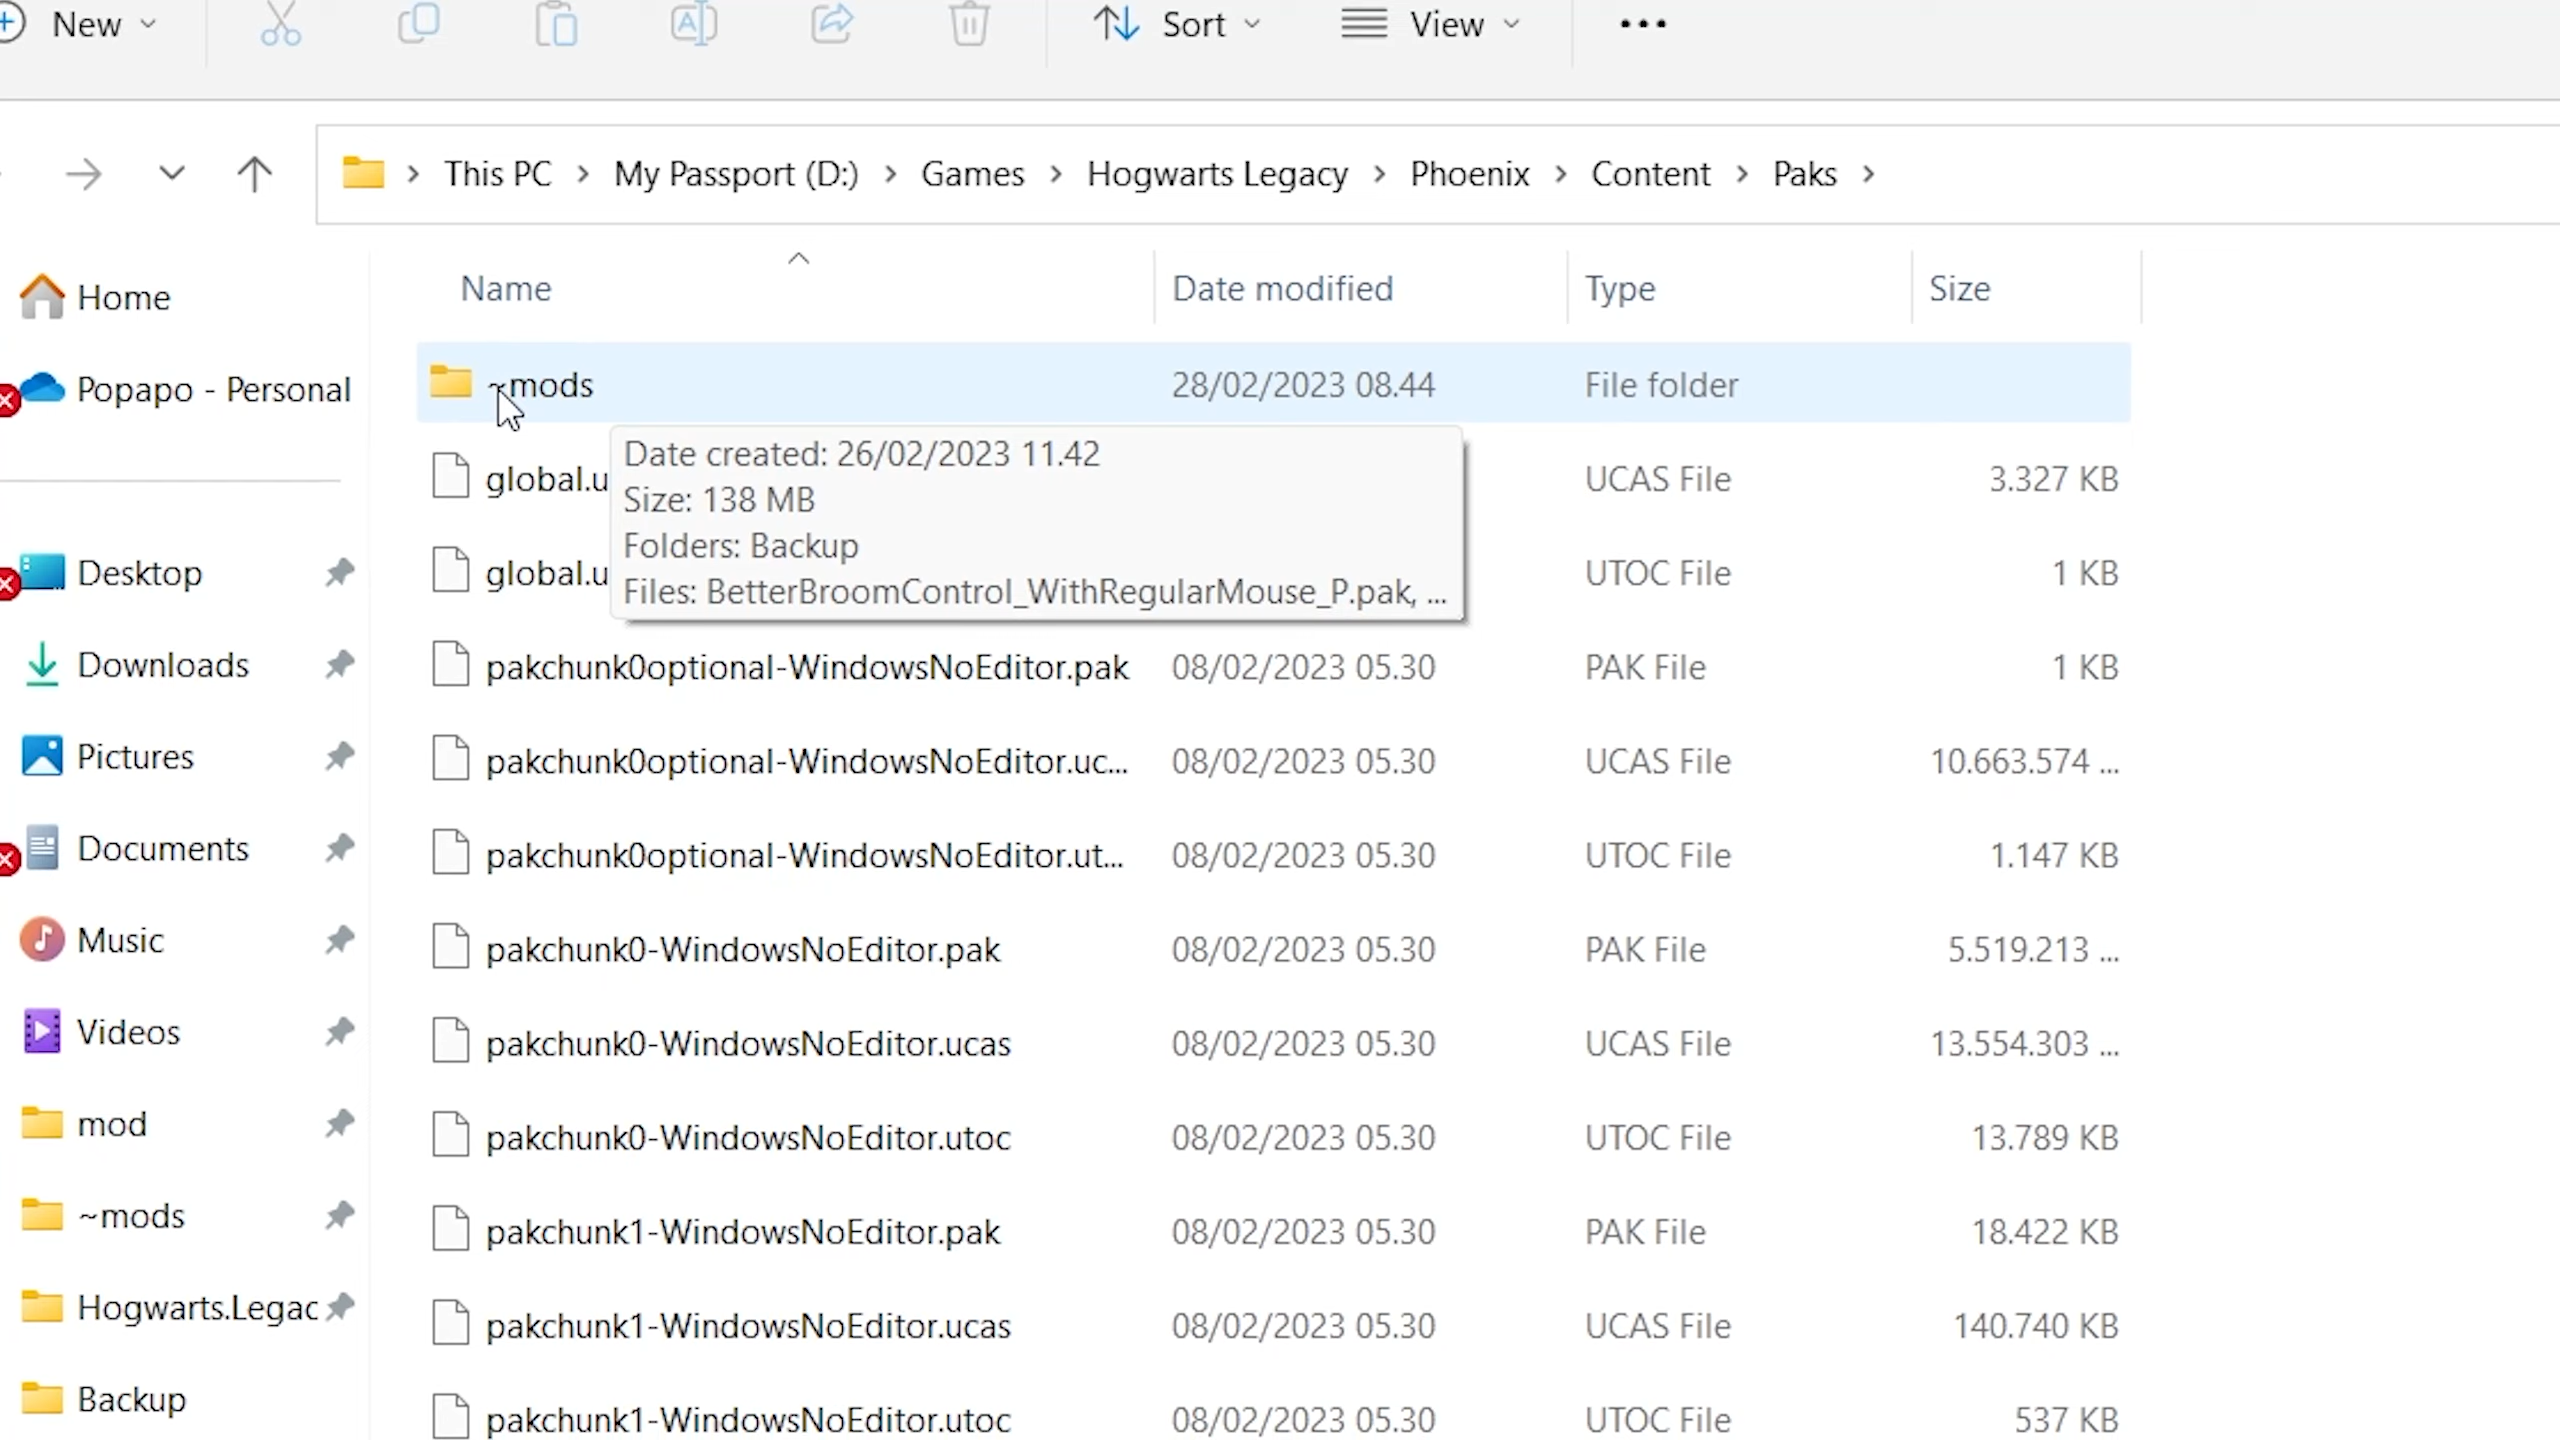 New
Sort
View
This PC > My Passport (D:) > Games > Hogwarts Legacy > Phoenix > Content > Paks >
Name Date modified Type Size
Home
Popapo - Personal
Desktop
Downloads
Pictures
Documents
Music
Videos
mod
~mods
Hogwarts.Legac
Backup
~mods 28/02/2023 08.44 File folder
global.u UCAS File 3.327 KB
global.u UTOC File 1 KB
Date created: 26/02/2023 11.42
Size: 138 MB
Folders: Backup
Files: BetterBroomControl_WithRegularMouse_P.pak, ...
pakchunk0optional-WindowsNoEditor.pak 08/02/2023 05.30 PAK File 1 KB
pakchunk0optional-WindowsNoEditor.uc... 08/02/2023 05.30 UCAS File 10.663.574 ...
pakchunk0optional-WindowsNoEditor.ut... 08/02/2023 05.30 UTOC File 1.147 KB
pakchunk0-WindowsNoEditor.pak 08/02/2023 05.30 PAK File 5.519.213 ...
pakchunk0-WindowsNoEditor.ucas 08/02/2023 05.30 UCAS File 13.554.303 ...
pakchunk0-WindowsNoEditor.utoc 08/02/2023 05.30 UTOC File 13.789 KB
pakchunk1-WindowsNoEditor.pak 08/02/2023 05.30 PAK File 18.422 KB
pakchunk1-WindowsNoEditor.ucas 08/02/2023 05.30 UCAS File 140.740 KB
pakchunk1-WindowsNoEditor.utoc 08/02/2023 05.30 UTOC File 537 KB